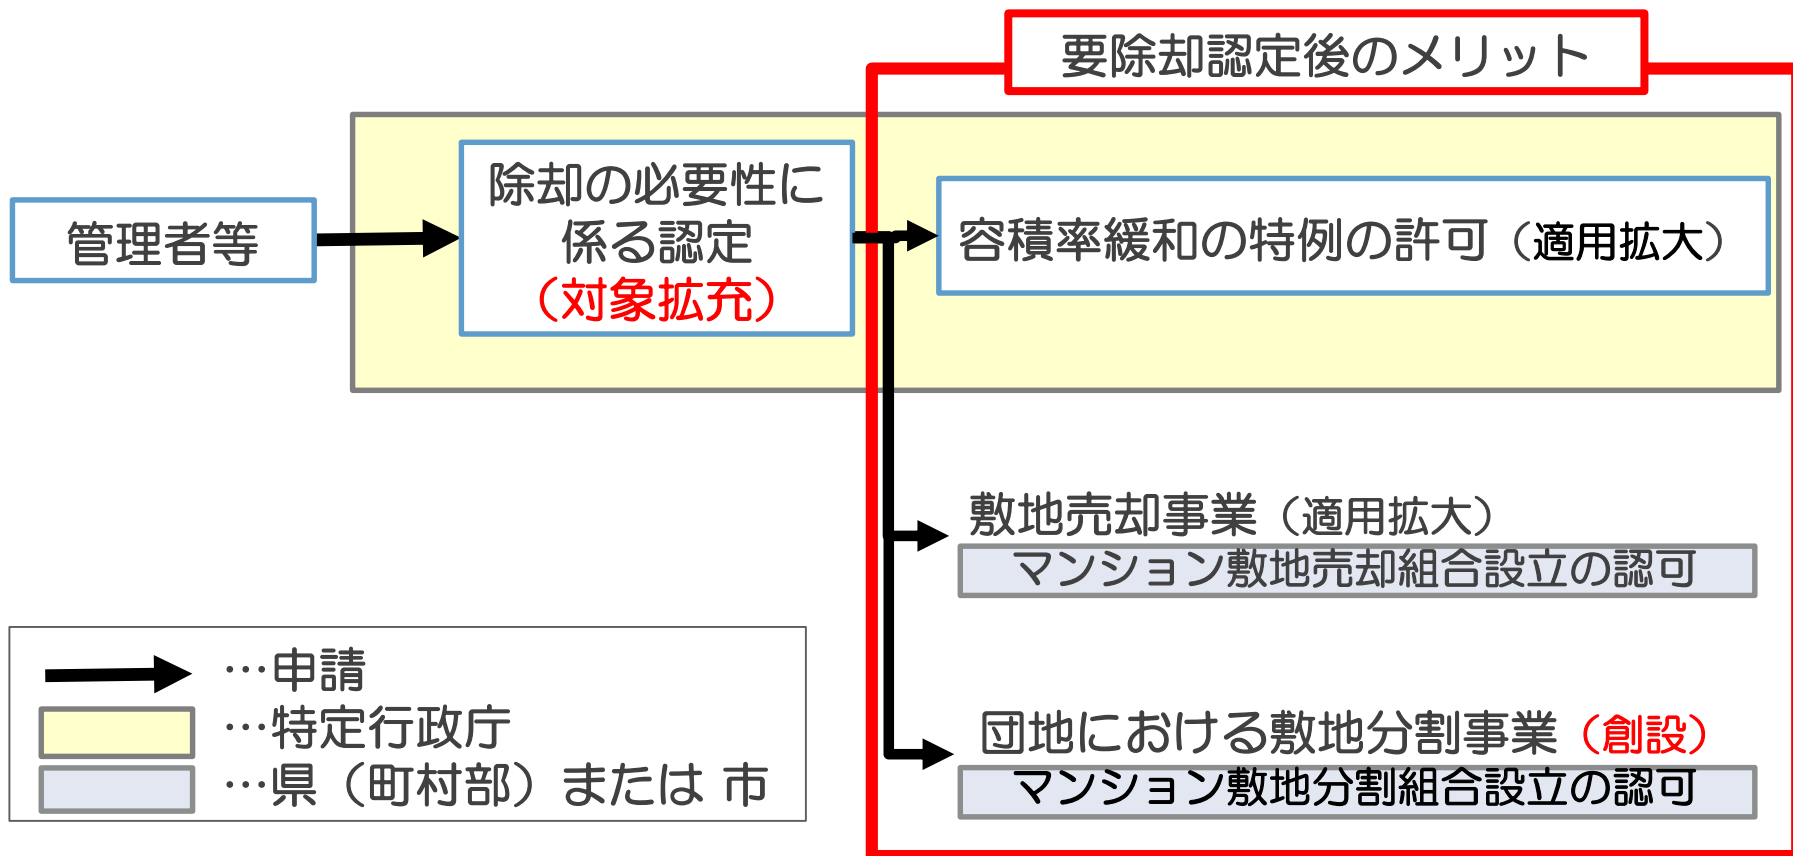 要除却認定後のメリット
管理者等
除却の必要性に
係る認定
（対象拡充）
容積率緩和の特例の許可（適用拡大）
敷地売却事業（適用拡大）
マンション敷地売却組合設立の認可
団地における敷地分割事業（創設）
マンション敷地分割組合設立の認可
…申請
…特定行政庁
…県（町村部）または 市